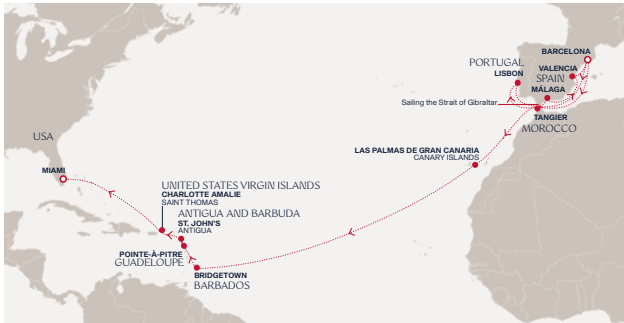 BARCELONA
PORTUGAL
LISBON
VALENCIA
SPAIN
MÁLAGA
Sailing the Strait of Gibraltar
TANGIER
MOROCCO
USA
LAS PALMAS DE GRAN CANARIA
CANARY ISLANDS
MIAMI
UNITED STATES VIRGIN ISLANDS
CHARLOTTE AMALIE
SAINT THOMAS
ANTIGUA AND BARBUDA
ST. JOHN'S
ANTIGUA
POINTE-À-PITRE
GUADELOUPE
BRIDGETOWN
BARBADOS